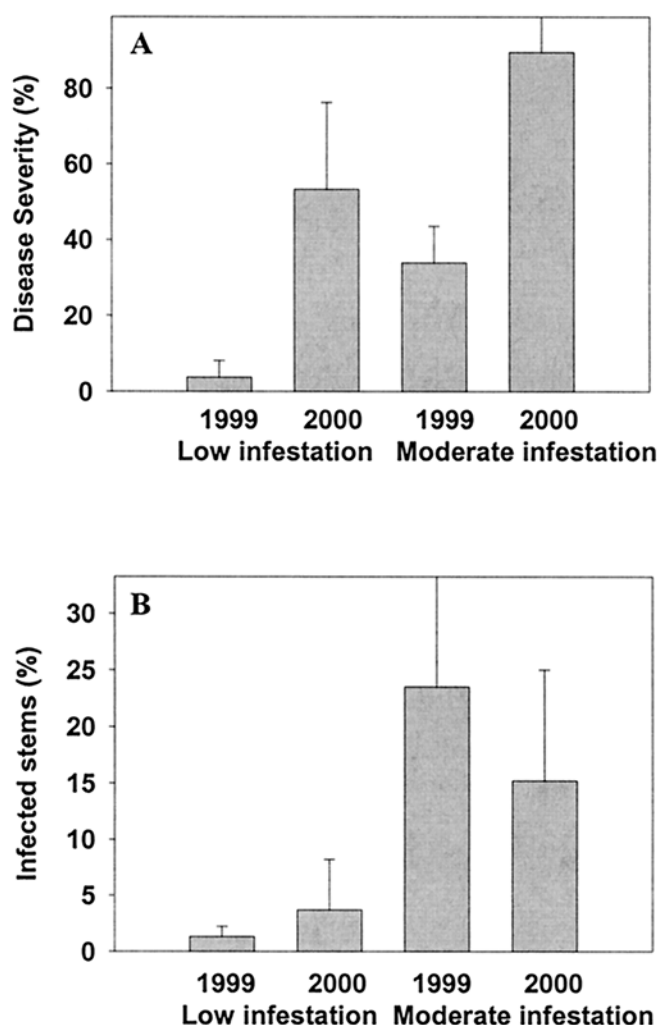 A
Disease Severity (%)
80
60
40
20
0
1999 2000 1999 2000
Low infestation Moderate infestation
B
Infected stems (%)
30
25
20
15
10
5
0
1999 2000 1999 2000
Low infestation Moderate infestation